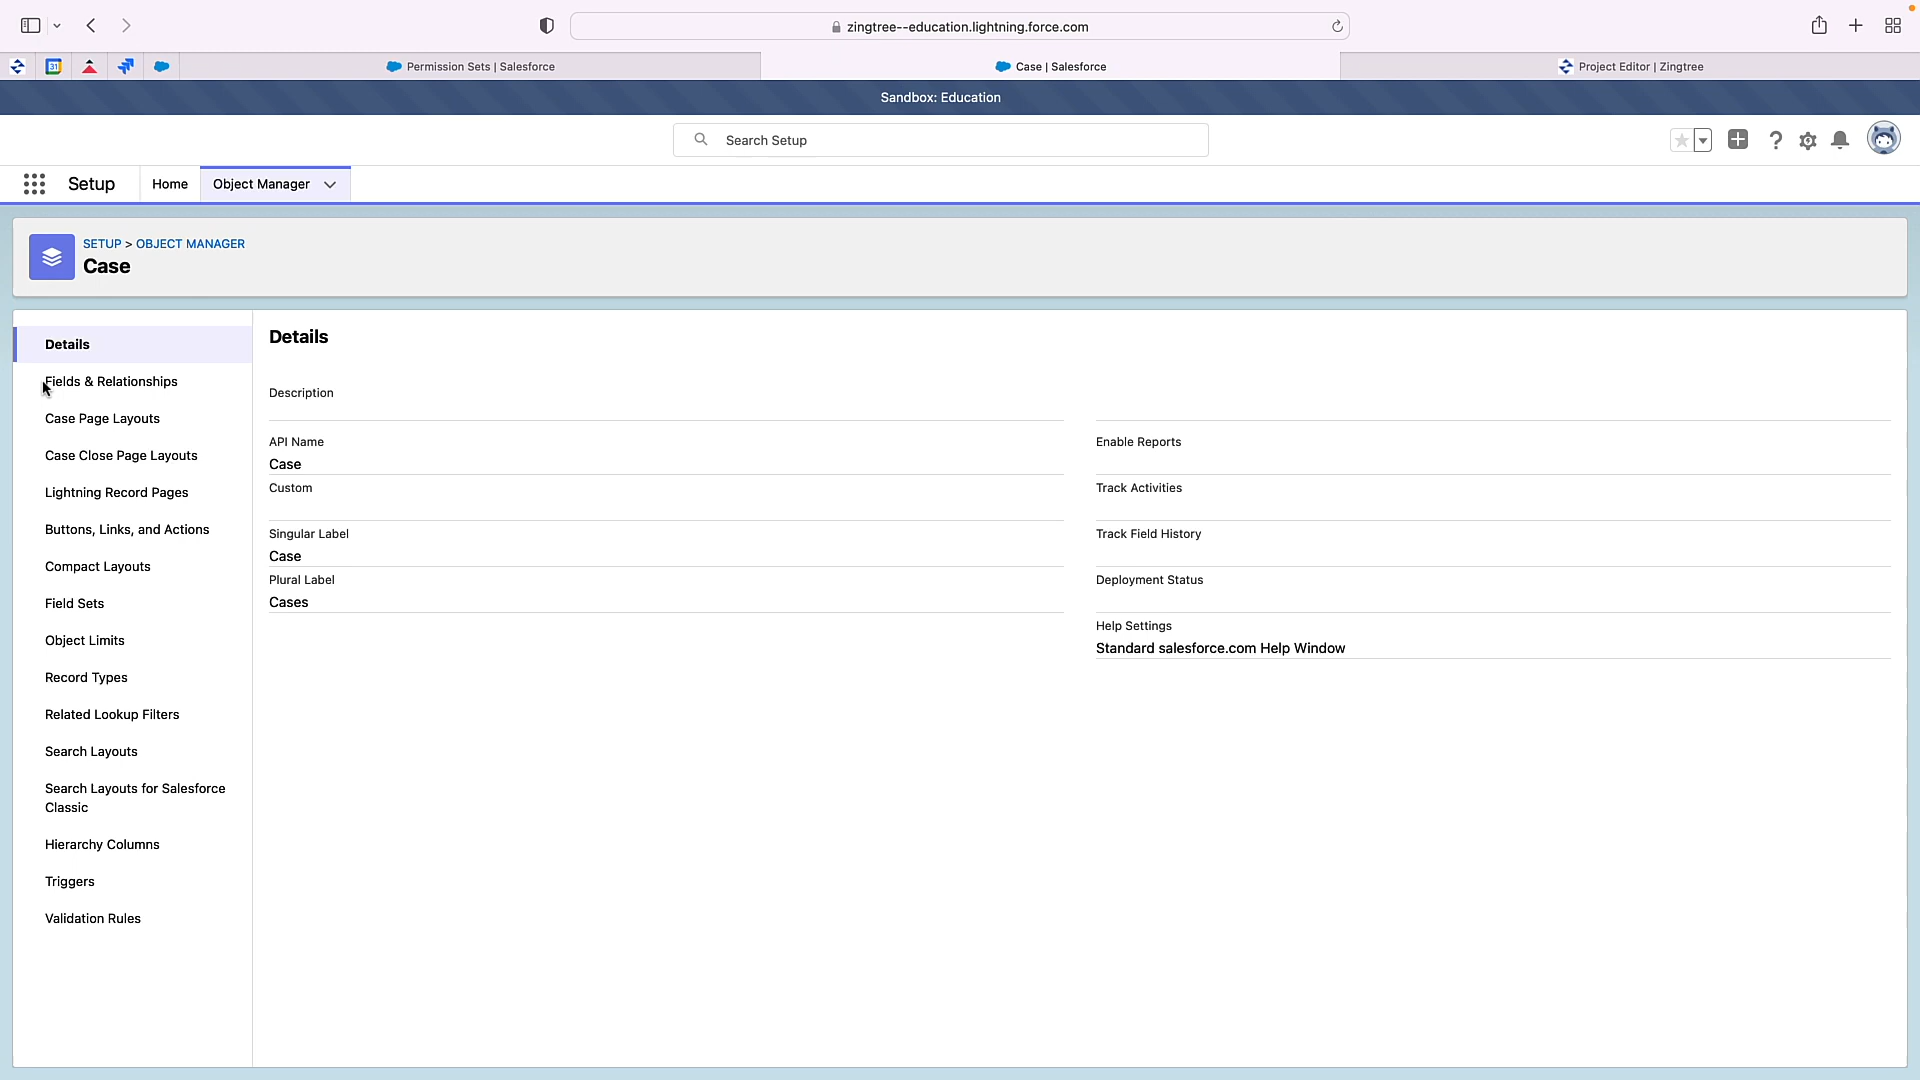 zingtree--education.lightning.force.com
31
Permission Sets | Salesforce
Case | Salesforce
Project Editor | Zingtree
Sandbox: Education
Search Setup
Setup
Home
Object Manager
SETUP > OBJECT MANAGER
Case
Details
Fields & Relationships
Case Page Layouts
Case Close Page Layouts
Lightning Record Pages
Buttons, Links, and Actions
Compact Layouts
Field Sets
Object Limits
Record Types
Related Lookup Filters
Search Layouts
Search Layouts for Salesforce
Classic
Hierarchy Columns
Triggers
Validation Rules
Details
Description
API Name
Case
Custom
Singular Label
Case
Plural Label
Cases
Enable Reports
Track Activities
Track Field History
Deployment Status
Help Settings
Standard salesforce.com Help Window